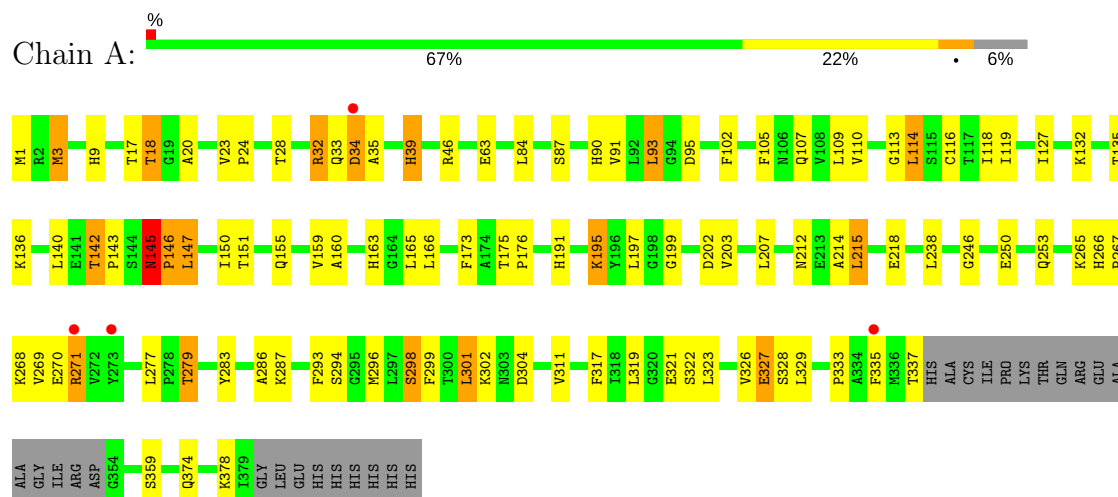 %
Chain A:
67% 22% • 6%
M1 R2 M3 H9 T17 T18 G19 A20 V23 P24 T28 R32 Q33 D34 A35 H39 R46 E63 L84 S87 H90 V91 L92 L93 G94 D95 F102 F105 N106 Q107 V108 L109 V110 G113 L114 S115 C116 T117 I118 I119 I127 K132 T135
K136 L140 E141 T142 P143 S144 N145 P146 L147 I150 T151 Q155 V159 A160 H163 G164 L165 L166 F173 A174 T175 P176 H191 K195 Y196 L197 G198 G199 D202 V203 L207 N212 E213 A214 L215 E218 L238 G246 E250 Q253 K265 H266 P267
K268 V269 E270 R271 V272 Y273 L277 P278 T279 Y283 A286 K287 F293 S294 G295 M296 L297 S298 F299 T300 L301 K302 N303 D304 V311 F317 I318 L319 G320 E321 S322 L323 V326 E327 S328 L329 P333 A334 F335 M336 T337 HIS ALA CYS ILE PRO LYS THR GLN ARG GLU ALA
ALA GLY ILE ARG ASP G354 S359 Q374 K378 I379 GLY LEU GLU HIS HIS HIS HIS HIS HIS